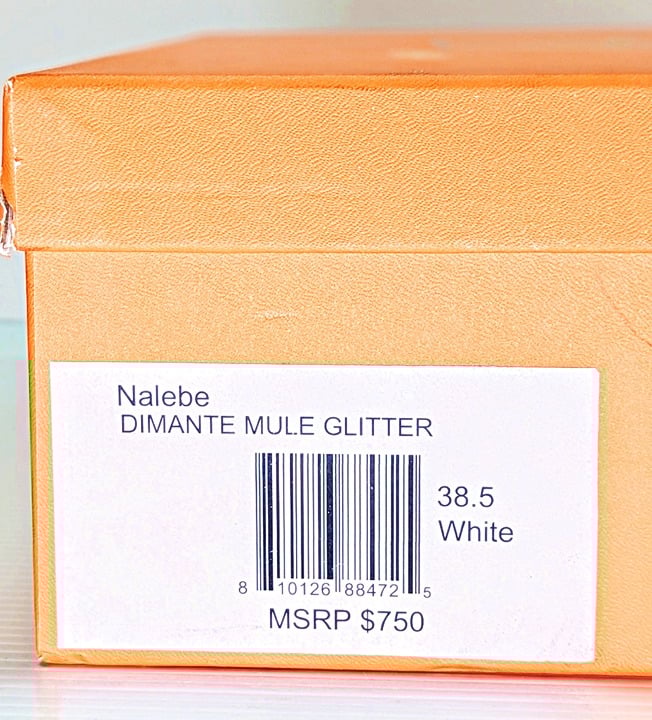 Nalebe
DIMANTE MULE GLITTER
38.5
White
8 10126 88472 5
MSRP $750